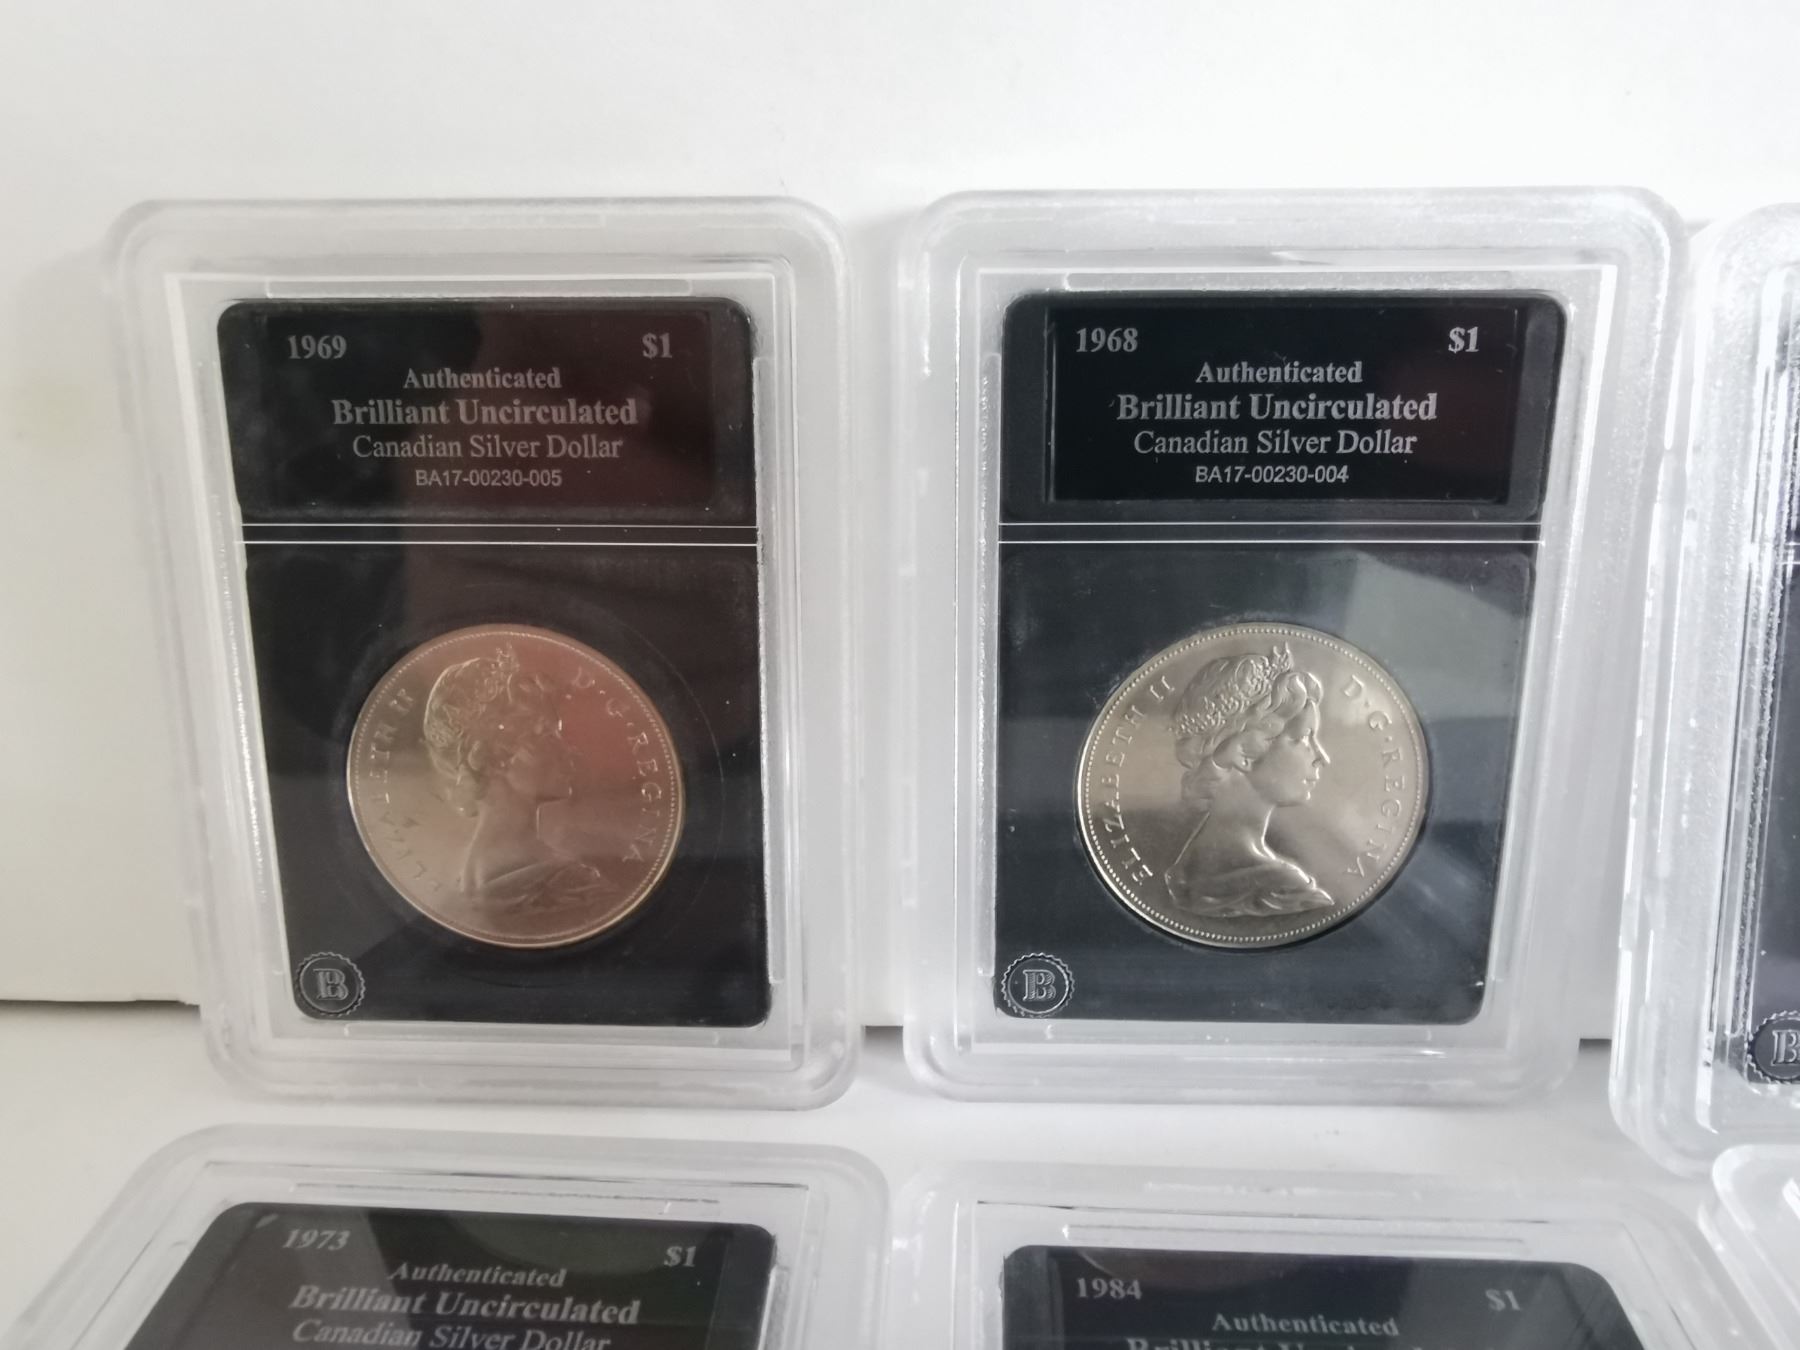 1969 $1
Authenticated
Brilliant Uncirculated
Canadian Silver Dollar
BA17-00230-005
ELIZABETH II D·G·REGINA
B
1968 $1
Authenticated
Brilliant Uncirculated
Canadian Silver Dollar
BA17-00230-004
ELIZABETH II D·G·REGINA
B
B
1973 $1
Authenticated
Brilliant Uncirculated
Canadian Silver Dollar
1984 $1
Authenticated
Brilliant